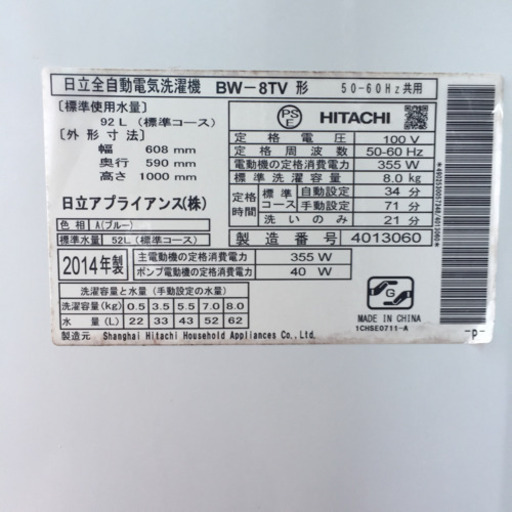 日立全自動電気洗濯機 BW-8TV 形 50-60Hz共用
[標準使用水量]
92L (標準コース)
[外形寸法]
幅 608 mm
奥行 590 mm
高さ 1000 mm
日立アプライアンス(株)
色相 A(ブルー)
標準水量 52L (標準コース)
PS E HITACHI
定格電圧 100 V
定格周波数 50-60 Hz
電動機の定格消費電力 355 W
標準洗濯容量 8.0 kg
定格時間 標準コース 自動設定 34 分
手動設定 71 分
洗いのみ 21 分
製造番号 4013060
2014年製
主電動機の定格消費電力 355 W
ポンプ電動機の定格消費電力 40 W
洗濯容量と水量 (手動設定の水量)
洗濯容量(kg) 0.5 3.5 5.5 7.0 8.0
水量 (L) 22 33 43 52 62
製造元 Shanghai Hitachi Household Appliances Co.,Ltd.
G
MADE IN CHINA
1CHSE0711-A
-P-